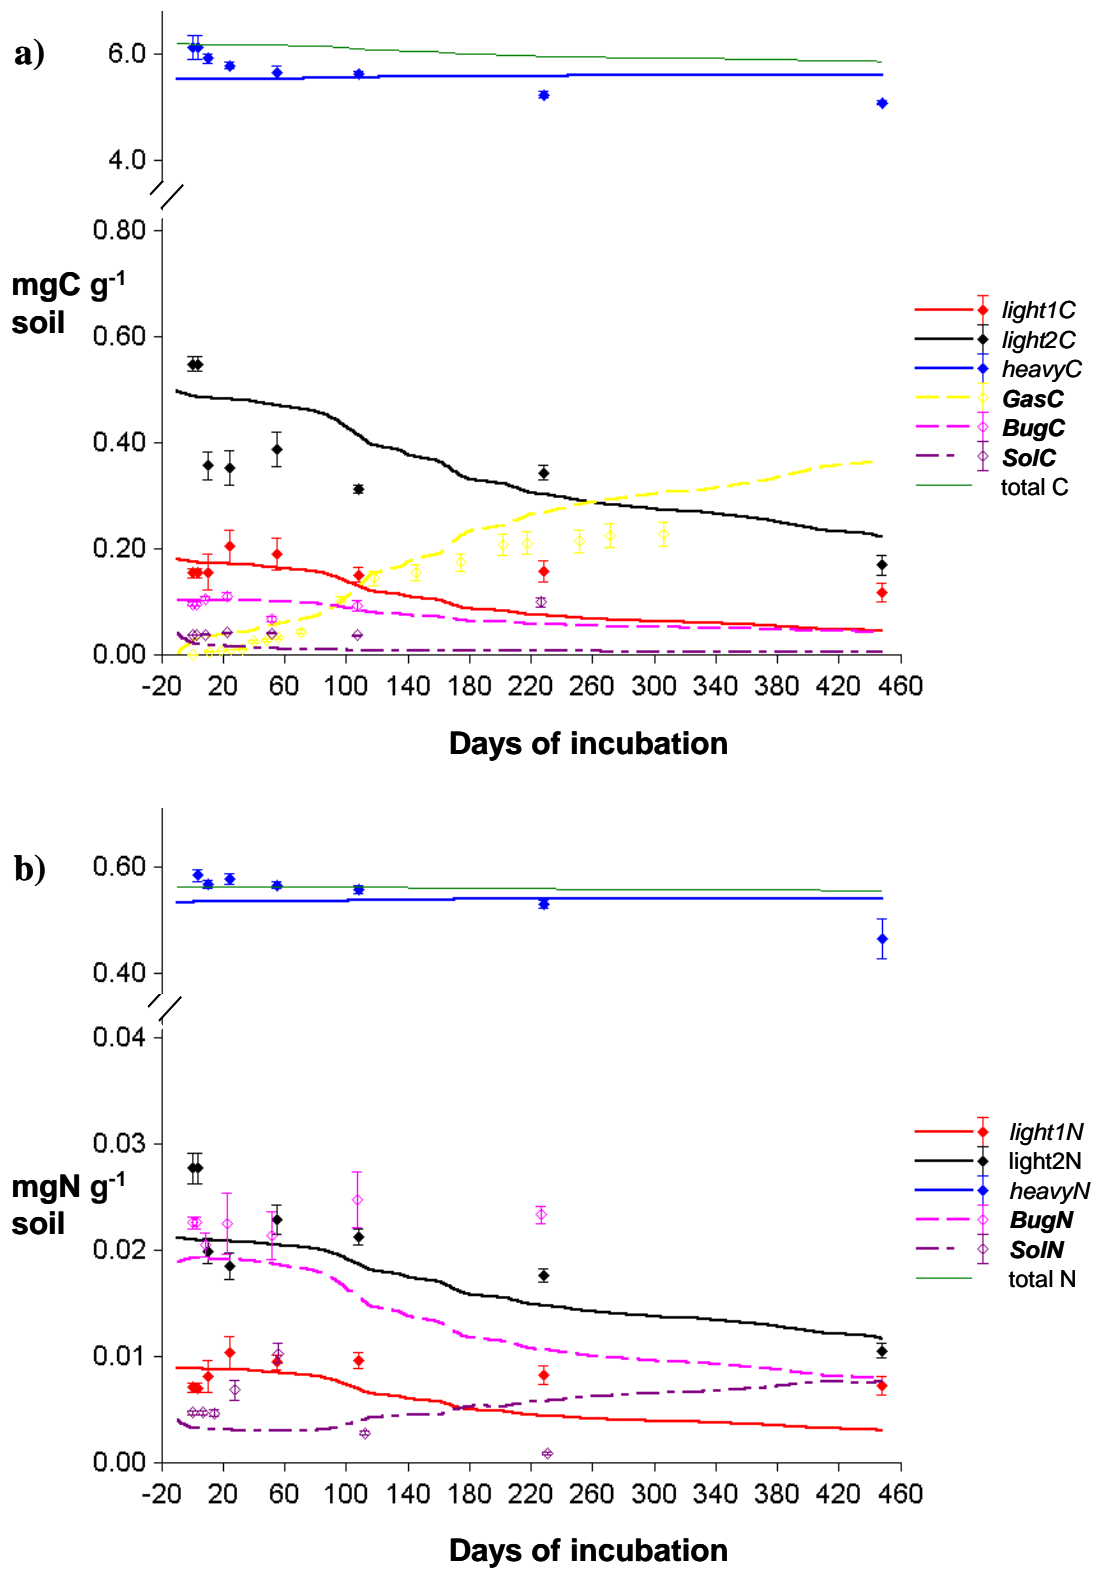 a)
6.0
4.0
0.80
mgC g-1
soil
0.60
0.40
0.20
0.00
-20 20 60 100 140 180 220 260 300 340 380 420 460
Days of incubation
light1C
light2C
heavyC
GasC
BugC
SolC
total C
b)
0.60
0.40
0.04
0.03
mgN g-1
soil
0.02
0.01
0.00
-20 20 60 100 140 180 220 260 300 340 380 420 460
Days of incubation
light1N
light2N
heavyN
BugN
SolN
total N